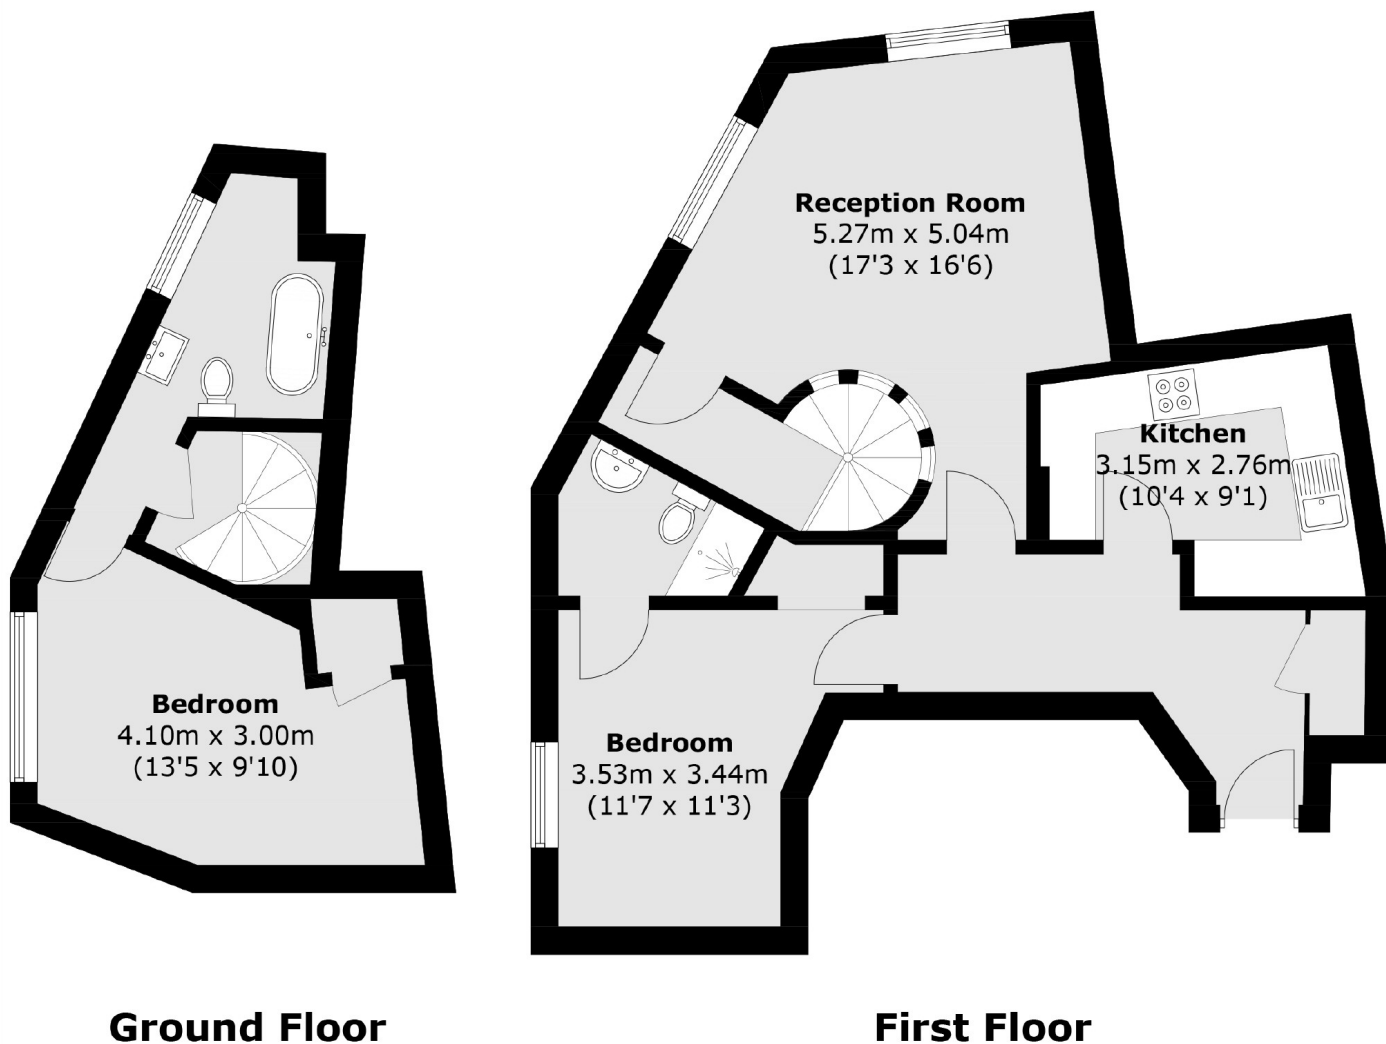 Reception Room
5.27m x 5.04m
(17'3 x 16'6)
Kitchen
3.15m x 2.76m
(10'4 x 9'1)
Bedroom
4.10m x 3.00m
(13'5 x 9'10)
Bedroom
3.53m x 3.44m
(11'7 x 11'3)
Ground Floor
First Floor